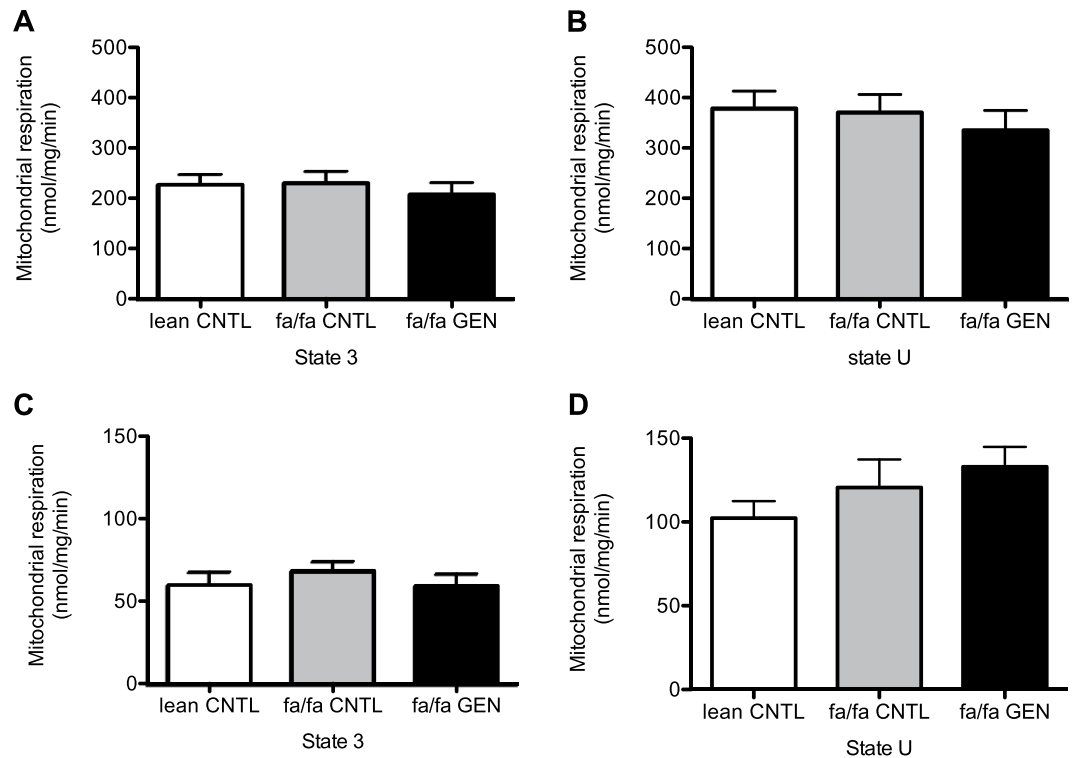 A
Mitochondrial respiration
(nmol/mg/min)
500
400
300
200
100
0
lean CNTL
fa/fa CNTL
fa/fa GEN
State 3
B
Mitochondrial respiration
(nmol/mg/min)
500
400
300
200
100
0
lean CNTL
fa/fa CNTL
fa/fa GEN
state U
C
Mitochondrial respiration
(nmol/mg/min)
150
100
50
0
lean CNTL
fa/fa CNTL
fa/fa GEN
State 3
D
Mitochondrial respiration
(nmol/mg/min)
150
100
50
0
lean CNTL
fa/fa CNTL
fa/fa GEN
State U